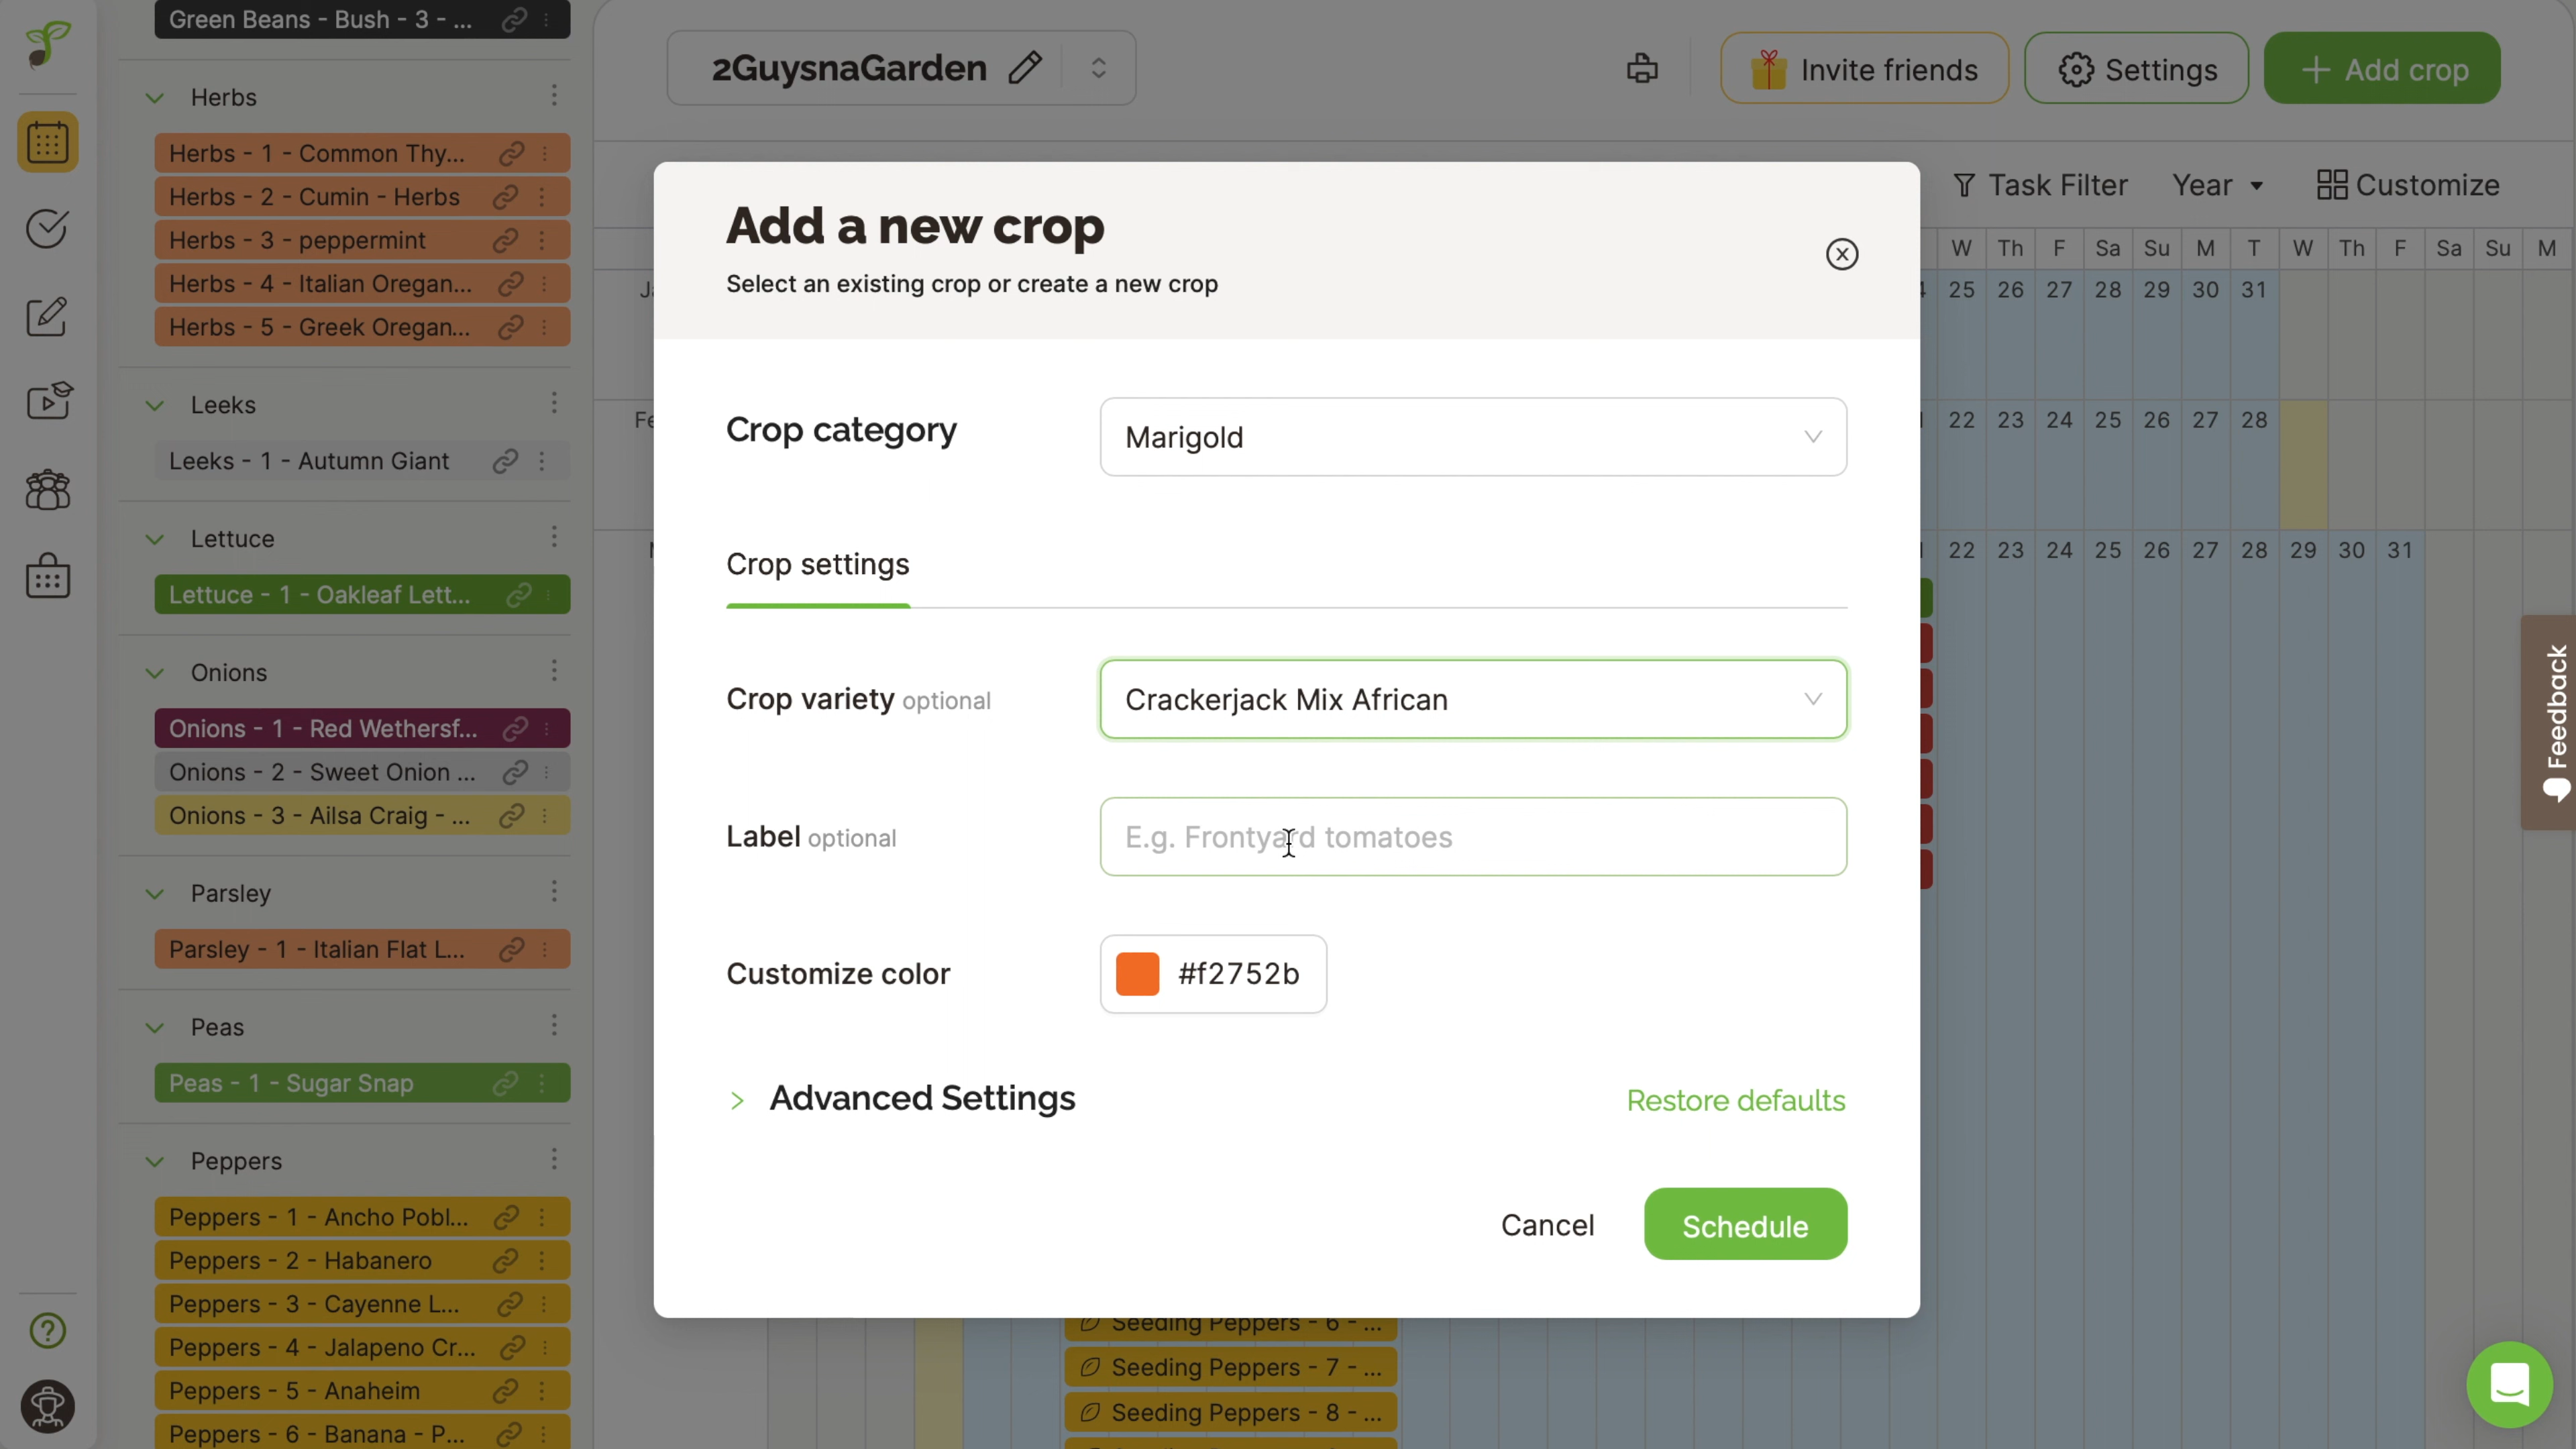 Green Beans - Bush - 3 - ...
Herbs
Herbs - 1 - Common Thy...
Herbs - 2 - Cumin - Herbs
Herbs - 3 - peppermint
Herbs - 4 - Italian Oregan...
Herbs - 5 - Greek Oregan...
Leeks
Leeks - 1 - Autumn Giant
Lettuce
Lettuce - 1 - Oakleaf Lett...
Onions
Onions - 1 - Red Wethersf...
Onions - 2 - Sweet Onion ...
Onions - 3 - Ailsa Craig - ...
Parsley
Parsley - 1 - Italian Flat L...
Peas
Peas - 1 - Sugar Snap
Peppers
Peppers - 1 - Ancho Pobl...
Peppers - 2 - Habanero
Peppers - 3 - Cayenne L...
Peppers - 4 - Jalapeno Cr...
Peppers - 5 - Anaheim
Peppers - 6 - Banana - P...
2GuysnaGarden
Invite friends
Settings
+ Add crop
Task Filter
Year
Customize
W Th F Sa Su M T W Th F Sa Su M
25 26 27 28 29 30 31
22 23 24 25 26 27 28
22 23 24 25 26 27 28 29 30 31
Add a new crop
Select an existing crop or create a new crop
Crop category
Marigold
Crop settings
Crop variety optional
Crackerjack Mix African
Label optional
E.g. Frontyard tomatoes
Customize color
#f2752b
Advanced Settings
Restore defaults
Cancel
Schedule
Seeding Peppers - 6 - ...
Seeding Peppers - 7 - ...
Seeding Peppers - 8 - ...
Feedback